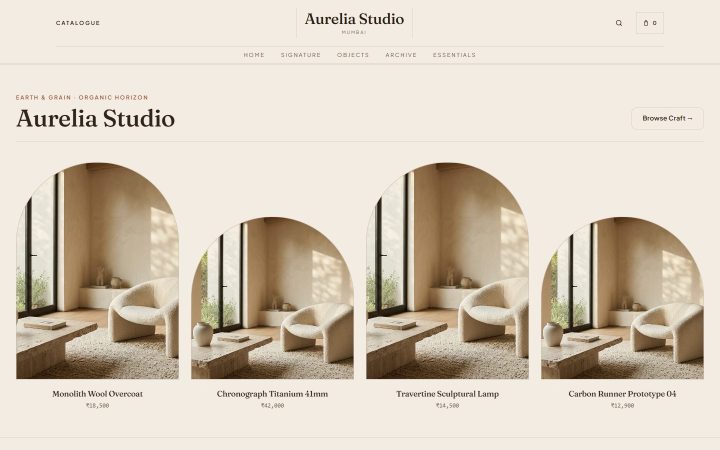 CATALOGUE
Aurelia Studio
MUMBAI
0
HOME SIGNATURE OBJECTS ARCHIVE ESSENTIALS
EARTH & GRAIN · ORGANIC HORIZON
Aurelia Studio
Browse Craft →
Monolith Wool Overcoat
₹18,500
Chronograph Titanium 41mm
₹42,000
Travertine Sculptural Lamp
₹14,500
Carbon Runner Prototype 04
₹12,900